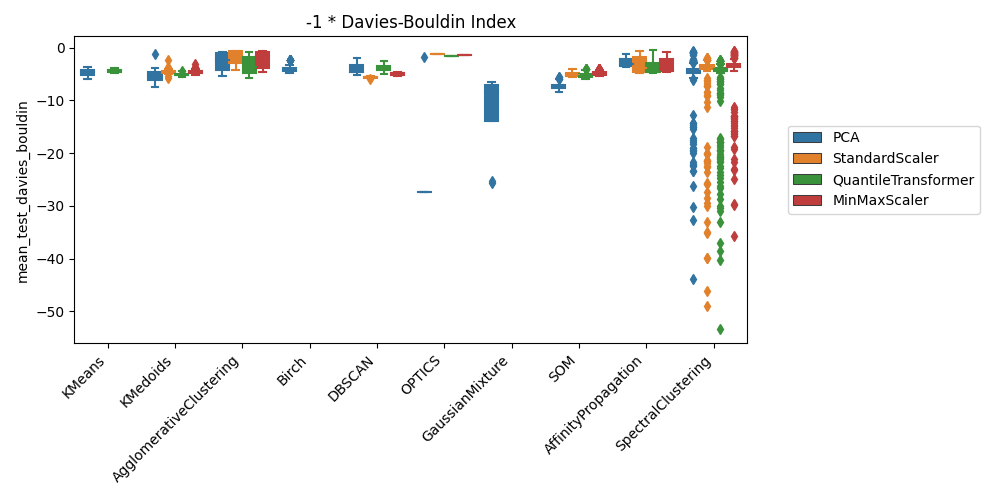 -1 * Davies-Bouldin Index
mean_test_davies_bouldin
0
−10
−20
−30
−40
−50
KMeans
KMedoids
AgglomerativeClustering
Birch
DBSCAN
OPTICS
GaussianMixture
SOM
AffinityPropagation
SpectralClustering
PCA
StandardScaler
QuantileTransformer
MinMaxScaler